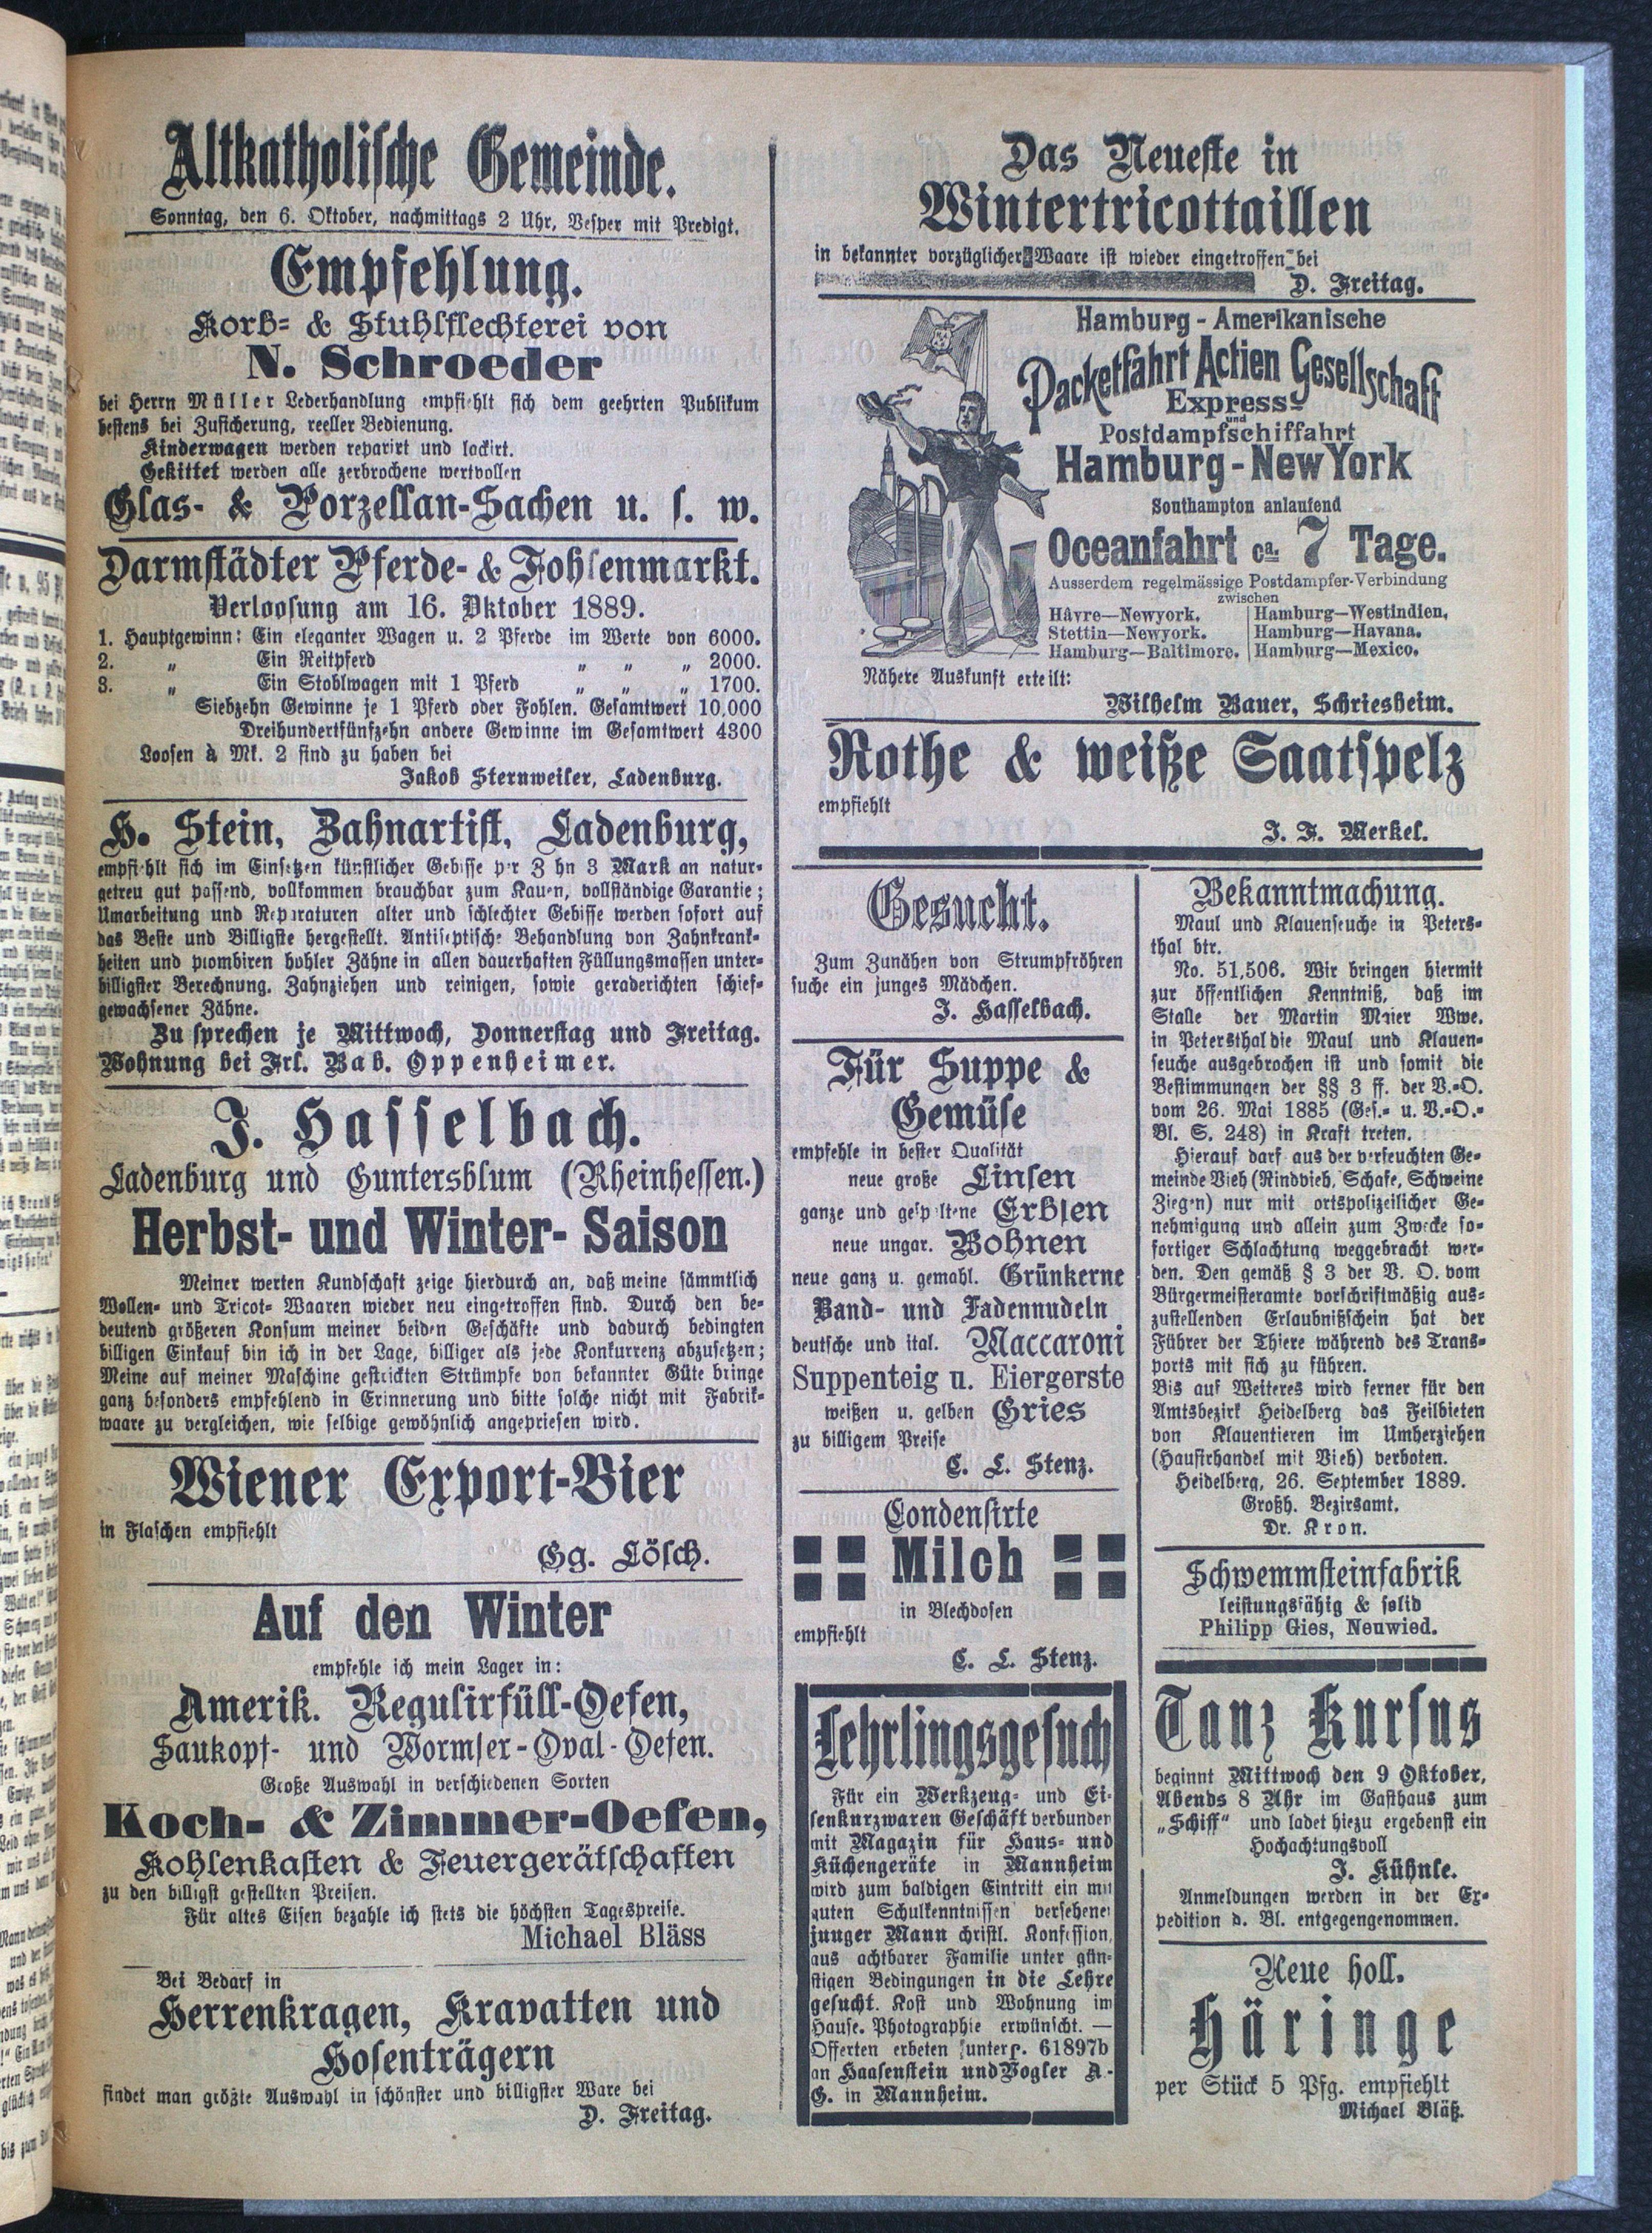 Altkatholische Gemeinde.
Sonntag, den 6. Oktober, nachmittags 2 Uhr, Vesper mit Predigt.
Empfehlung.
Korb- & Stuhlflechterei von
N. Schroeder
bei Herrn Müller Lederhandlung empfiehlt sich dem geehrten Publikum
bestens bei Zusicherung, reeller Bedienung.
Kinderwagen werden reparirt und lackirt.
Gekittet werden alle zerbrochene wertvollen
Glas- & Porzellan-Sachen u. s. w.
Darmstädter Pferde- & Fohlenmarkt.
Verloosung am 16. Oktober 1889.
1. Hauptgewinn: Ein eleganter Wagen u. 2 Pferde im Werte von 6000.
2. „ Ein Reitpferd „ „ „ 2000.
3. „ Ein Stohlwagen mit 1 Pferd „ „ „ 1700.
Siebzehn Gewinne je 1 Pferd oder Fohlen. Gesamtwert 10,000
Dreihundertfünfzehn andere Gewinne im Gesamtwert 4300
Loosen à Mk. 2 sind zu haben bei
Jakob Sternweiler, Ladenburg.
H. Stein, Zahnartist, Ladenburg,
empfiehlt sich im Einsetzen künstlicher Gebisse per Zahn 3 Mark an natur-
getreu gut passend, vollkommen brauchbar zum Kauen, vollständige Garantie;
Umarbeitung und Reparaturen alter und schlechter Gebisse werden sofort auf
das Beste und Billigste hergestellt. Antiseptische Behandlung von Zahnkrank-
heiten und plombiren hohler Zähne in allen dauerhaften Füllungsmassen unter-
billigster Berechnung. Zahnziehen und reinigen, sowie geraderichten schief-
gewachsener Zähne.
Zu sprechen je Mittwoch, Donnerstag und Freitag.
Wohnung bei Frl. Bab. Oppenheimer.
J. Hasselbach.
Ladenburg und Guntersblum (Rheinhessen.)
Herbst- und Winter- Saison
Meiner werten Kundschaft zeige hierdurch an, daß meine sämmtlich
Wollen- und Tricot- Waaren wieder neu eingetroffen sind. Durch den be-
deutend größeren Konsum meiner beiden Geschäfte und dadurch bedingten
billigen Einkauf bin ich in der Lage, billiger als jede Konkurrenz abzusetzen;
Meine auf meiner Maschine gestrickten Strümpfe von bekannter Güte bringe
ganz besonders empfehlend in Erinnerung und bitte solche nicht mit Fabrik-
waare zu vergleichen, wie selbige gewöhnlich angepriesen wird.
Wiener Export-Bier
in Flaschen empfiehlt
Gg. Lösch.
Auf den Winter
empfehle ich mein Lager in:
Amerik. Regulirfüll-Oefen,
Saukopf- und Wormser-Oval-Oefen.
Große Auswahl in verschiedenen Sorten
Koch- & Zimmer-Oefen,
Kohlenkasten & Feuergerätschaften
zu den billigst gestellten Preisen.
Für altes Eisen bezahle ich stets die höchsten Tagespreise.
Michael Bläss
Bei Bedarf in
Herrenkragen, Kravatten und
Hosenträgern
findet man größte Auswahl in schönster und billigster Ware bei
D. Freitag.
Das Neueste in
Wintertricottaillen
in bekannter vorzüglicher Waare ist wieder eingetroffen bei
D. Freitag.
Hamburg - Amerikanische
Packetfahrt Actien Gesellschaft
Express-
und
Postdampfschiffahrt
Hamburg - New York
Southampton anlaufend
Oceanfahrt ca. 7 Tage.
Ausserdem regelmässige Postdampfer-Verbindung
zwischen
Hâvre—Newyork. Hamburg—Westindien.
Stettin—Newyork. Hamburg—Havana.
Hamburg—Baltimore. Hamburg—Mexico.
Nähere Auskunft erteilt:
Wilhelm Bauer, Schriesheim.
Rothe & weiße Saatspelz
empfiehlt
J. F. Merkel.
Gesucht.
Zum Zunähen von Strumpfröhren
suche ein junges Mädchen.
J. Hasselbach.
Für Suppe &
Gemüse
empfehle in bester Qualität
neue große Linsen
ganze und gespaltene Erbsen
neue ungar. Bohnen
neue ganz u. gemahl. Grünkerne
Band- und Fadennudeln
deutsche und ital. Maccaroni
Suppenteig u. Eiergerste
weißen u. gelben Gries
zu billigem Preise
C. L. Stenz.
Condensirte
Milch
in Blechdosen
empfiehlt
C. L. Stenz.
Lehrlingsgesuch
Für ein Werkzeug- und Ei-
senkurzwaren Geschäft verbunden
mit Magazin für Haus- und
Küchengeräte in Mannheim
wird zum baldigen Eintritt ein mit
guten Schulkenntnissen versehener
junger Mann christl. Konfession,
aus achtbarer Familie unter gün-
stigen Bedingungen in die Lehre
gesucht. Kost und Wohnung im
Hause. Photographie erwünscht. —
Offerten erbeten unter 61897b
an Haasenstein und Vogler A.-
G. in Mannheim.
Bekanntmachung.
Maul und Klauenseuche in Peters-
thal btr.
No. 51,506. Wir bringen hiermit
zur öffentlichen Kenntniß, daß im
Stalle der Martin Maier Wwe.
in Petersthal die Maul und Klauen-
seuche ausgebrochen ist und somit die
Bestimmungen der §§ 3 ff. der V.-O.
vom 26. Mai 1885 (Ges.- u. V.-O.-
Bl. S. 248) in Kraft treten.
Hierauf darf aus der verseuchten Ge-
meinde Vieh (Rindvieh, Schafe, Schweine
Ziegen) nur mit ortspolizeilicher Ge-
nehmigung und allein zum Zwecke so-
fortiger Schlachtung weggebracht wer-
den. Den gemäß § 3 der V. O. vom
Bürgermeisteramte vorschriftmäßig aus-
zustellenden Erlaubnißschein hat der
Führer der Thiere während des Trans-
ports mit sich zu führen.
Bis auf Weiteres wird ferner für den
Amtsbezirk Heidelberg das Feilbieten
von Klauentieren im Umherziehen
(Hausirhandel mit Vieh) verboten.
Heidelberg, 26. September 1889.
Großh. Bezirsamt.
Dr. Kron.
Schwemmsteinfabrik
leistungsfähig & solid
Philipp Gies, Neuwied.
Tanz Kursus
beginnt Mittwoch den 9 Oktober,
Abends 8 Uhr im Gasthaus zum
„Schiff“ und ladet hiezu ergebenst ein
Hochachtungsvoll
J. Kühnle.
Anmeldungen werden in der Ex-
pedition d. Bl. entgegengenommen.
Neue holl.
Häringe
per Stück 5 Pfg. empfiehlt
Michael Bläß.